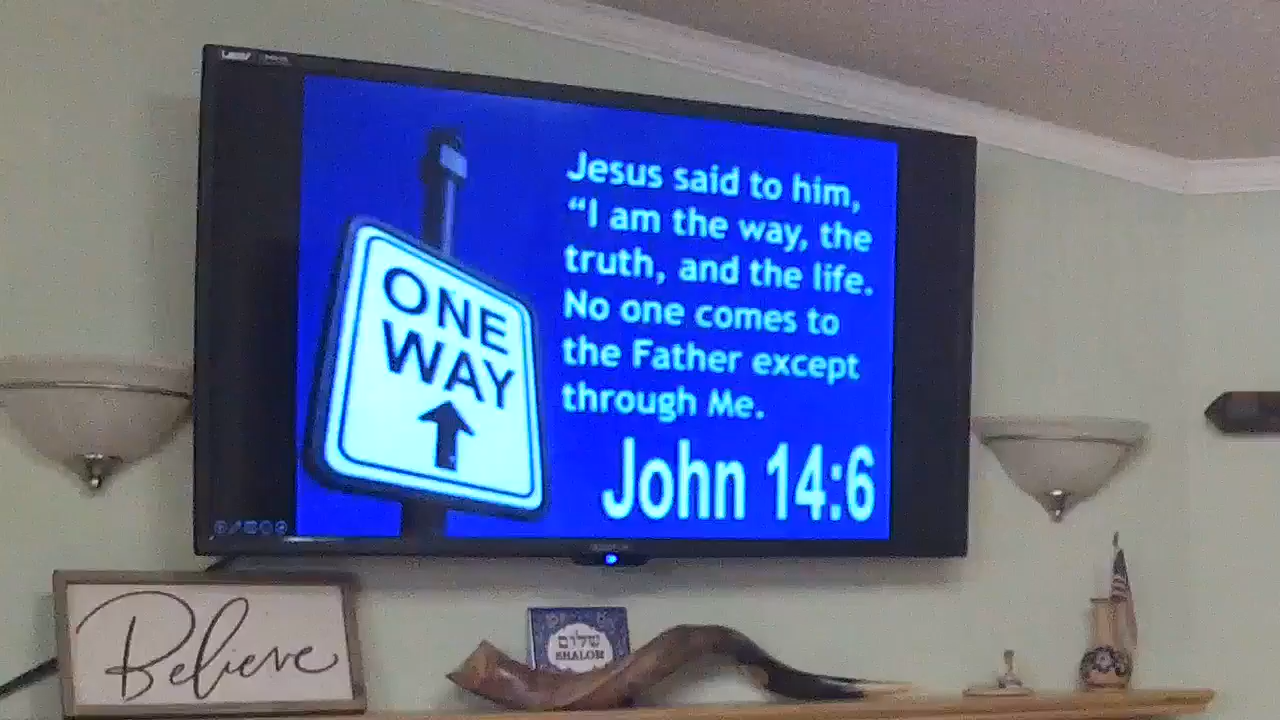 ONE
WAY
Jesus said to him,
“I am the way, the
truth, and the life.
No one comes to
the Father except
through Me.
John 14:6
Believe
שלום
SHALOM